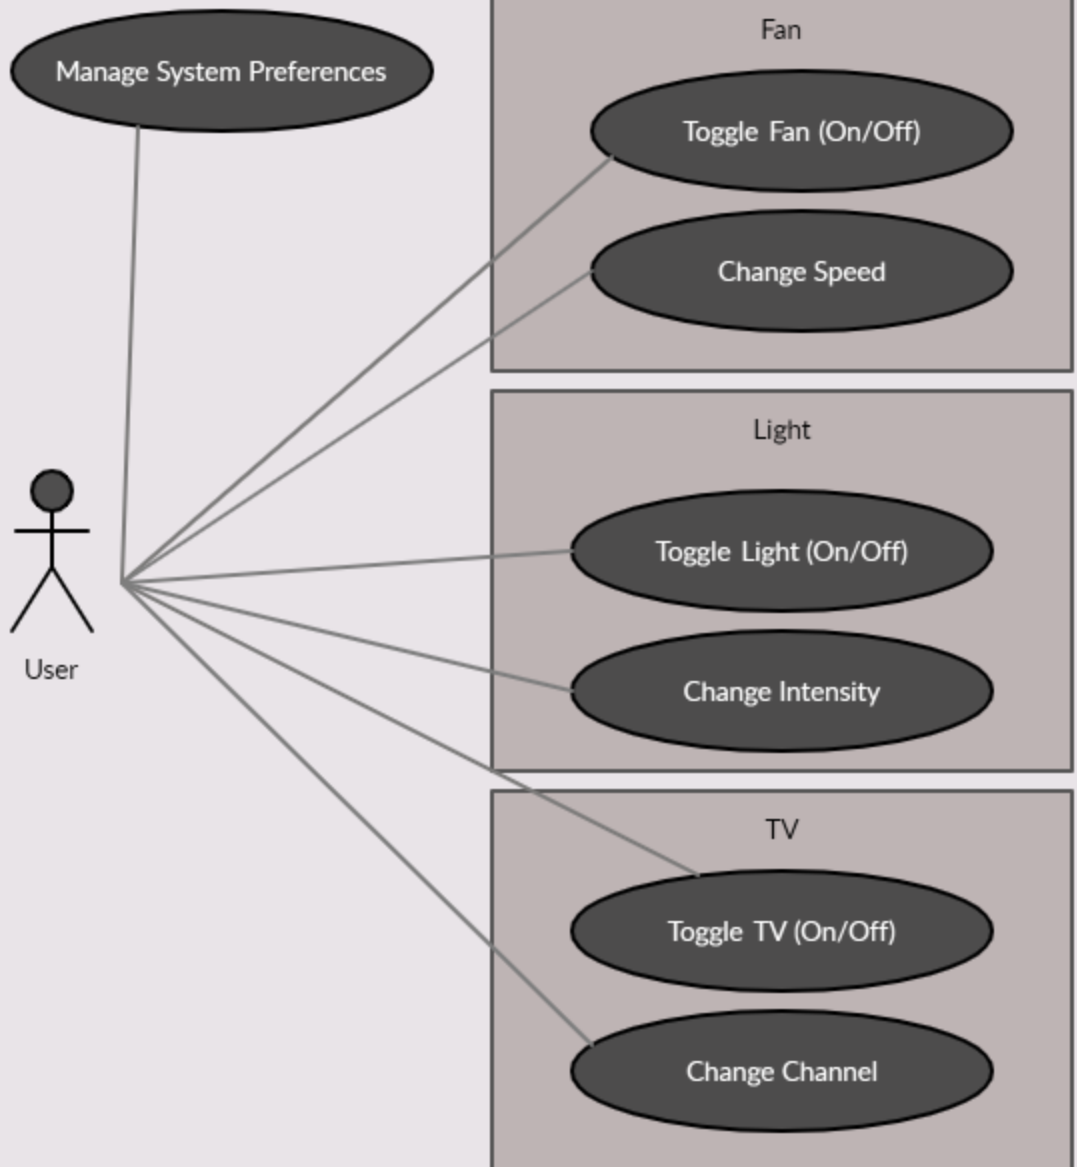 Manage System Preferences
Fan
Toggle Fan (On/Off)
Change Speed
Light
Toggle Light (On/Off)
Change Intensity
User
TV
Toggle TV (On/Off)
Change Channel